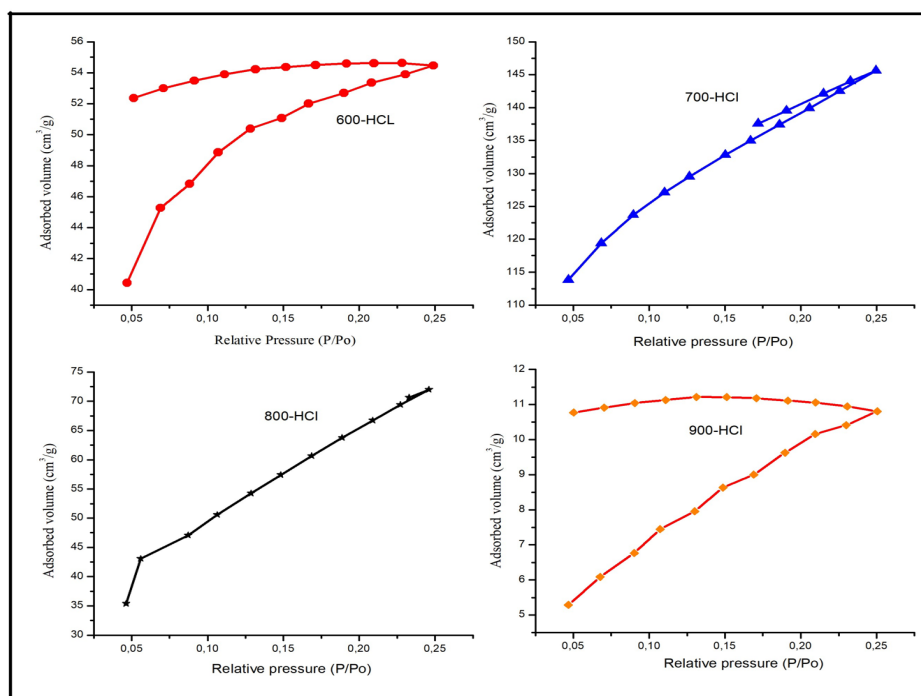 56
54
52
50
48
46
44
42
40
Adsorbed volume (cm³/g)
600-HCL
0,05 0,10 0,15 0,20 0,25
Relative Pressure (P/Po)
150
145
140
135
130
125
120
115
110
Adsorbed volume (cm³/g)
700-HCl
0,05 0,10 0,15 0,20 0,25
Relative pressure (P/Po)
75
70
65
60
55
50
45
40
35
30
Adsorbed volume (cm³/g)
800-HCl
0,05 0,10 0,15 0,20 0,25
Relative pressure (P/Po)
12
11
10
9
8
7
6
5
Adsorbed volume (cm³/g)
900-HCl
0,05 0,10 0,15 0,20 0,25
Relative pressure (P/Po)